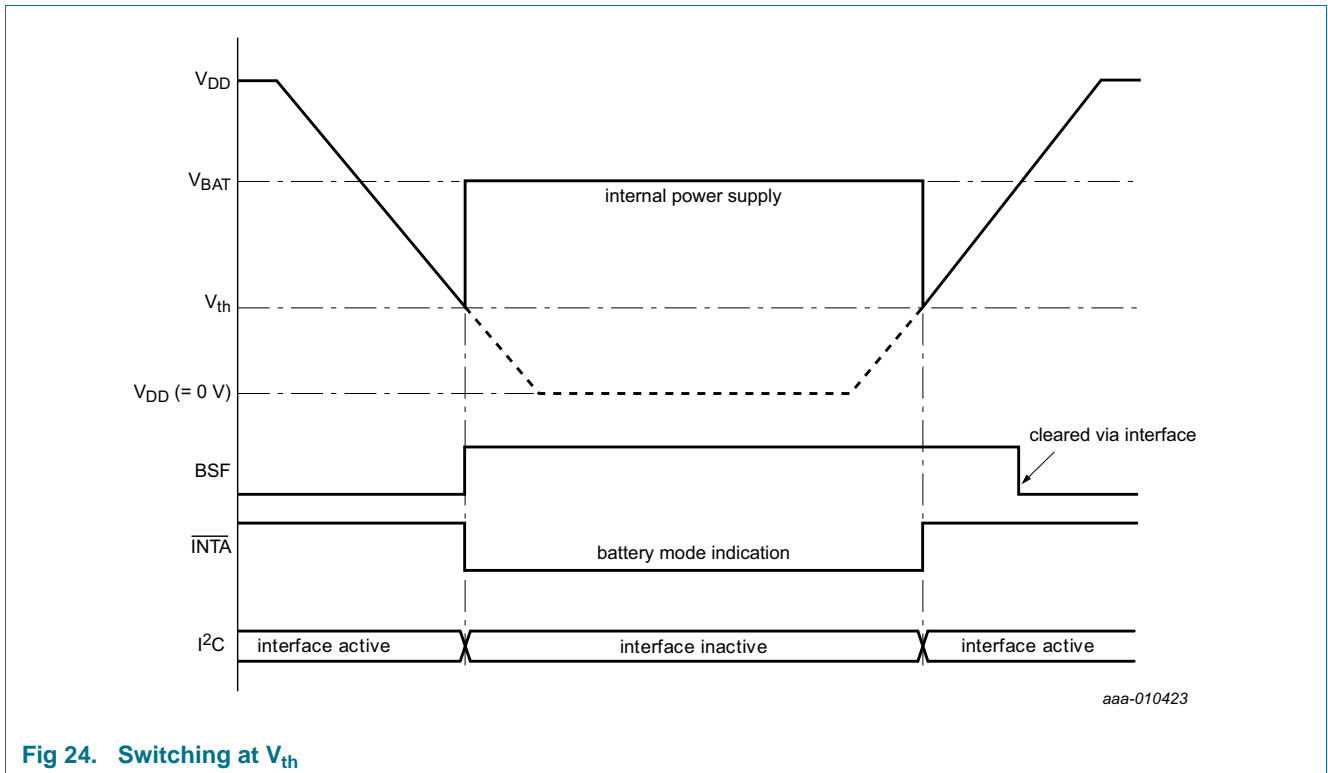 VDD
VBAT
internal power supply
Vth
VDD (= 0 V)
cleared via interface
BSF
INTA
battery mode indication
I2C
interface active
interface inactive
interface active
aaa-010423
Fig 24. Switching at Vth